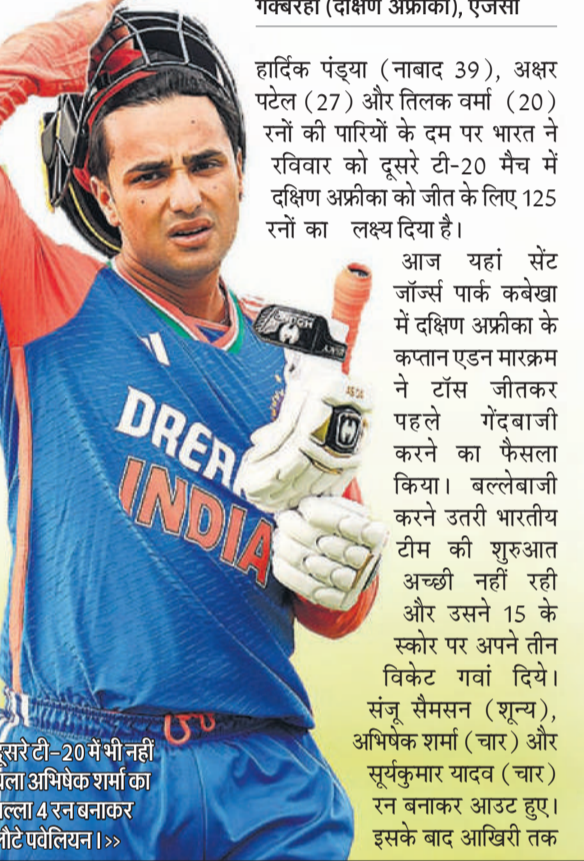 गक्बेरहा (दक्षिण अफ्रीका), एजेंसी
हार्दिक पंड्या (नाबाद 39), अक्षर
पटेल (27) और तिलक वर्मा (20)
रनों की पारियों के दम पर भारत ने
रविवार को दूसरे टी-20 मैच में
दक्षिण अफ्रीका को जीत के लिए 125
रनों का लक्ष्य दिया है।
आज यहां सेंट
जॉर्ज्स पार्क कबेखा
में दक्षिण अफ्रीका के
कप्तान एडन मारक्रम
ने टॉस जीतकर
पहले गेंदबाजी
करने का फैसला
किया। बल्लेबाजी
करने उतरी भारतीय
टीम की शुरुआत
अच्छी नहीं रही
और उसने 15 के
स्कोर पर अपने तीन
विकेट गवां दिये।
संजू सैमसन (शून्य),
अभिषेक शर्मा (चार) और
सूर्यकुमार यादव (चार)
रन बनाकर आउट हुए।
इसके बाद आखिरी तक
INDIA
टी-20 में भी नहीं
अभिषेक शर्मा का
4 रन बनाकर
पवेलियन।>>